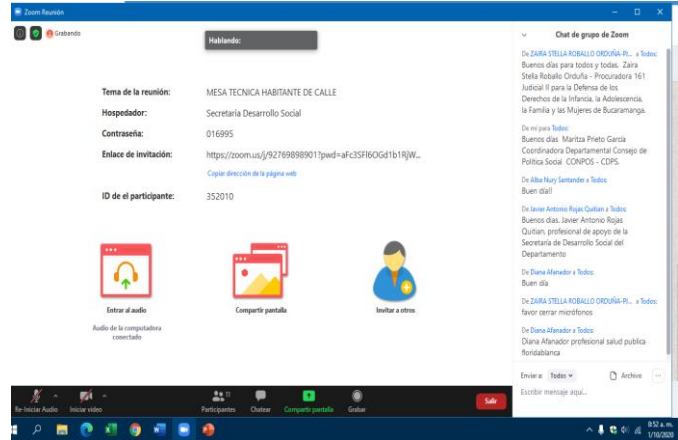 Zoom Reunión
Grabando
Hablando:
Tema de la reunión: MESA TECNICA HABITANTE DE CALLE
Hospedador: Secretaria Desarrollo Social
Contraseña: 016995
Enlace de invitación: https://zoom.us/j/92769898901?pwd=aFc3SFl6OGd1b1RjW...
Copiar dirección de la página web
ID de el participante: 352010
Entrar al audio
Audio de la computadora
conectado
Compartir pantalla
Invitar a otros
Re-Iniciar Audio
Iniciar video
Participantes
11
Chatear
Compartir pantalla
Grabar
Salir
Chat de grupo de Zoom
De ZAIRA STELLA ROBALLO ORDUÑA-P/... a Todos:
Buenos días para todos y todas. Zaira
Stella Roballo Orduña - Procuradora 161
Judicial II para la Defensa de los
Derechos de la Infancia, la Adolescencia,
la Familia y las Mujeres de Bucaramanga.
De mí para Todos:
Buenos días Maritza Prieto García
Coordinadora Departamental Consejo de
Politica Social CONPOS - CDPS.
De Alba Nury Santander a Todos:
Buen día!!
De Javier Antonio Rojas Quitian a Todos:
Buenos dias. Javier Antonio Rojas
Quitian, profesional de apoyo de la
Secretaría de Desarrollo Social del
Departamento
De Diana Afanador a Todos:
Buen día
De ZAIRA STELLA ROBALLO ORDUÑA-P/... a Todos:
favor cerrar micrófonos
De Diana Afanador a Todos:
Diana Afanador profesional salud publica
floridablanca
Enviar a: Todos
Archivo
Escribir mensaje aquí...
8:52 a. m.
1/10/2020